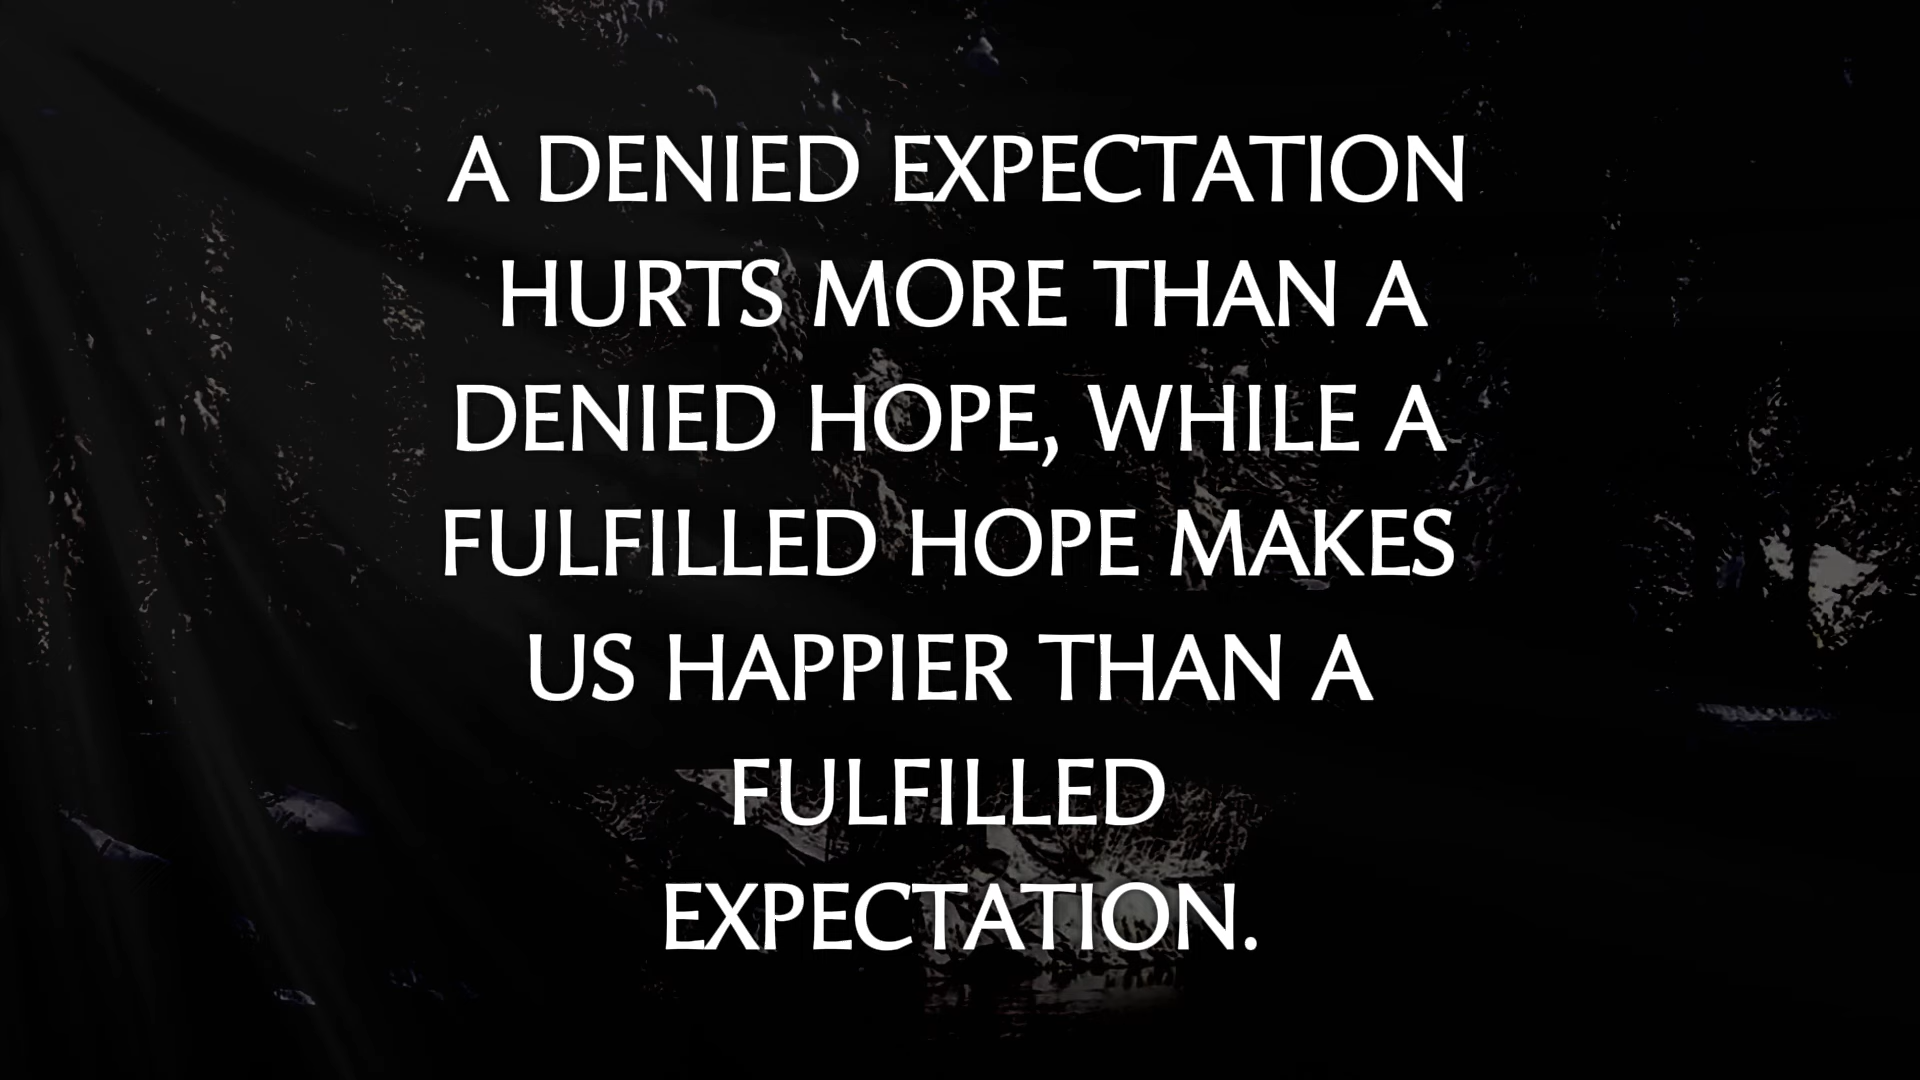 A DENIED EXPECTATION
HURTS MORE THAN A
DENIED HOPE, WHILE A
FULFILLED HOPE MAKES
US HAPPIER THAN A
FULFILLED
EXPECTATION.